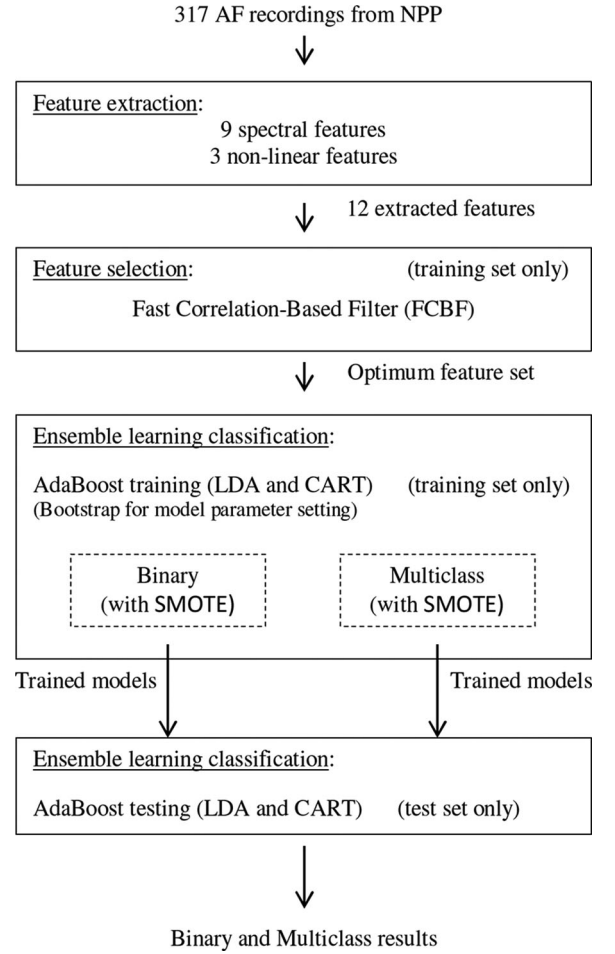 317 AF recordings from NPP
Feature extraction:
9 spectral features
3 non-linear features
12 extracted features
Feature selection: (training set only)
Fast Correlation-Based Filter (FCBF)
Optimum feature set
Ensemble learning classification:
AdaBoost training (LDA and CART) (training set only)
(Bootstrap for model parameter setting)
Binary
(with SMOTE)
Multiclass
(with SMOTE)
Trained models
Trained models
Ensemble learning classification:
AdaBoost testing (LDA and CART) (test set only)
Binary and Multiclass results